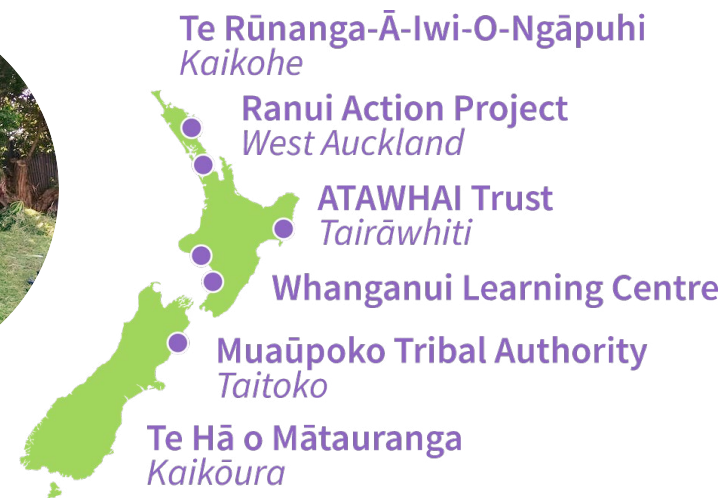 Te Rūnanga-Ā-Iwi-O-Ngāpuhi
Kaikohe
Ranui Action Project
West Auckland
ATAWHAI Trust
Tairāwhiti
Whanganui Learning Centre
Muaūpoko Tribal Authority
Taitoko
Te Hā o Mātauranga
Kaikōura